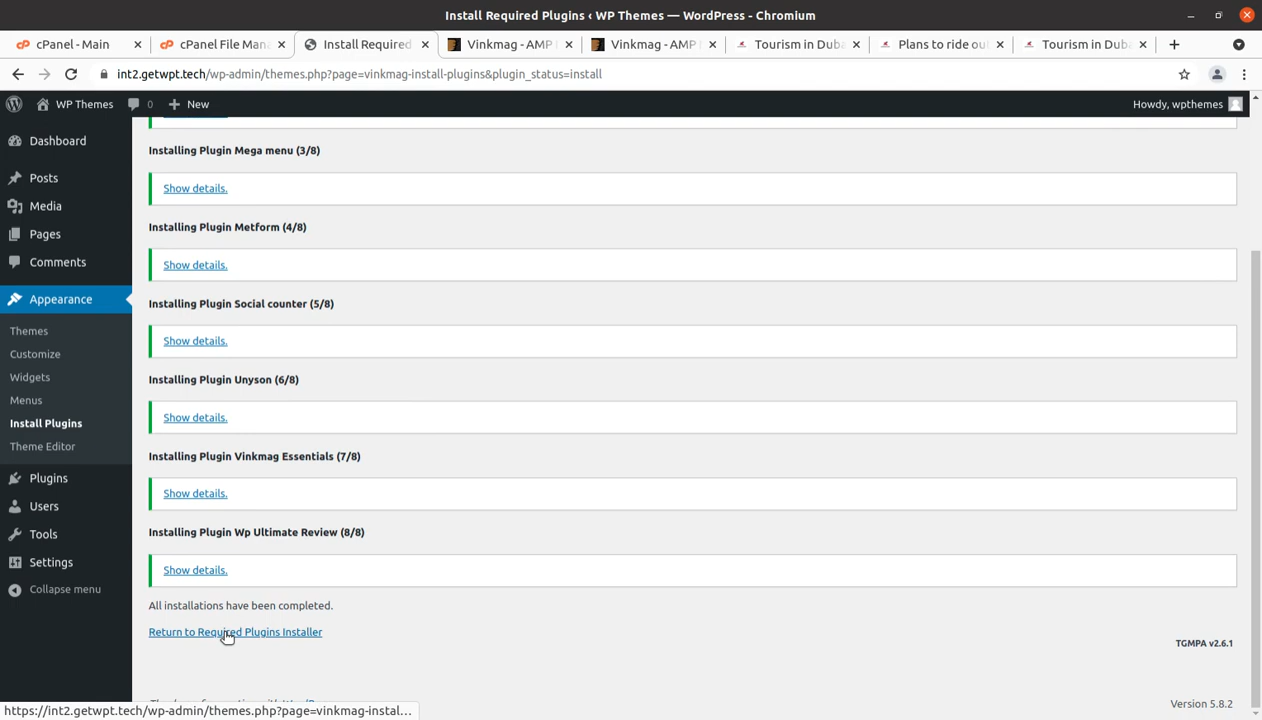 Install Required Plugins ‹ WP Themes — WordPress - Chromium
cPanel - Main
cPanel File Mana
Install Required
Vinkmag - AMP
Vinkmag - AMP
Tourism in Duba
Plans to ride ou
Tourism in Duba
int2.getwpt.tech/wp-admin/themes.php?page=vinkmag-install-plugins&plugin_status=install
WP Themes
0
New
Howdy, wpthemes
Dashboard
Posts
Media
Pages
Comments
Appearance
Themes
Customize
Widgets
Menus
Install Plugins
Theme Editor
Plugins
Users
Tools
Settings
Collapse menu
Installing Plugin Mega menu (3/8)
Show details.
Installing Plugin Metform (4/8)
Show details.
Installing Plugin Social counter (5/8)
Show details.
Installing Plugin Unyson (6/8)
Show details.
Installing Plugin Vinkmag Essentials (7/8)
Show details.
Installing Plugin Wp Ultimate Review (8/8)
Show details.
All installations have been completed.
Return to Required Plugins Installer
TGMPA v2.6.1
Version 5.8.2
https://int2.getwpt.tech/wp-admin/themes.php?page=vinkmag-instal...